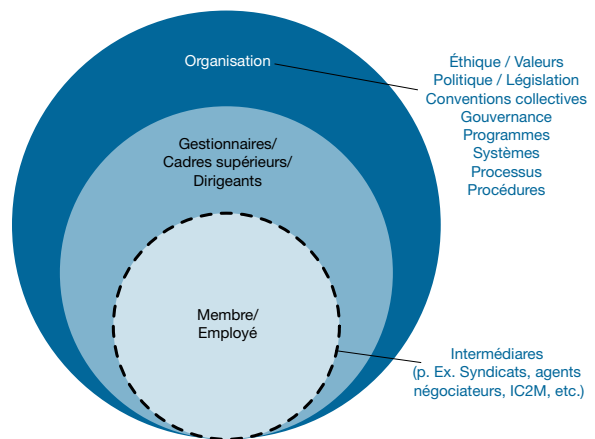 Organisation
Éthique / Valeurs
Politique / Législation
Conventions collectives
Gouvernance
Programmes
Systèmes
Processus
Procédures
Gestionnaires/
Cadres supérieurs/
Dirigeants
Membre/
Employé
Intermédiares
(p. Ex. Syndicats, agents
négociateurs, IC2M, etc.)